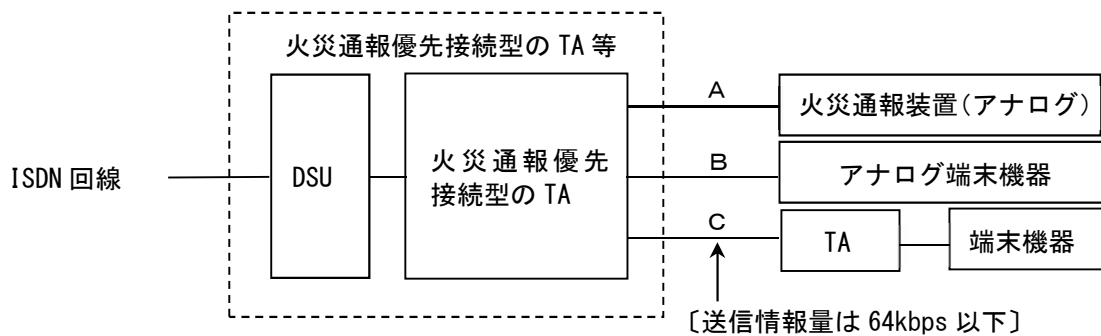 火災通報優先接続型の TA 等
A
火災通報装置(アナログ)
ISDN 回線
DSU
火災通報優先
接続型の TA
B
アナログ端末機器
C
TA
端末機器
〔送信情報量は 64kbps 以下〕